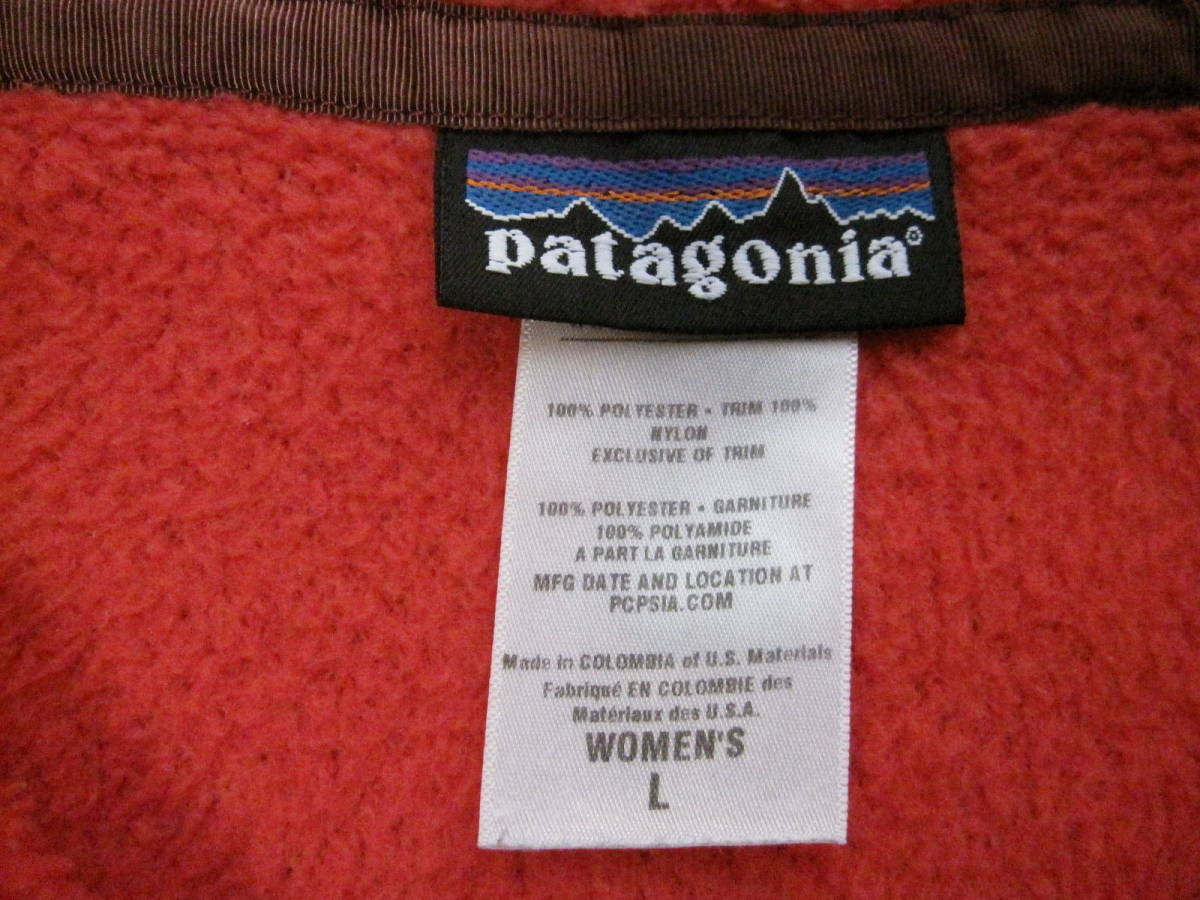 patagonia®
100% POLYESTER • TRIM 100%
NYLON
EXCLUSIVE OF TRIM
100% POLYESTER • GARNITURE
100% POLYAMIDE
A PART LA GARNITURE
MFG DATE AND LOCATION AT
PCPSIA.COM
Made in COLOMBIA of U.S. Materials
Fabriqué EN COLOMBIE des
Matériaux des U.S.A.
WOMEN'S
L